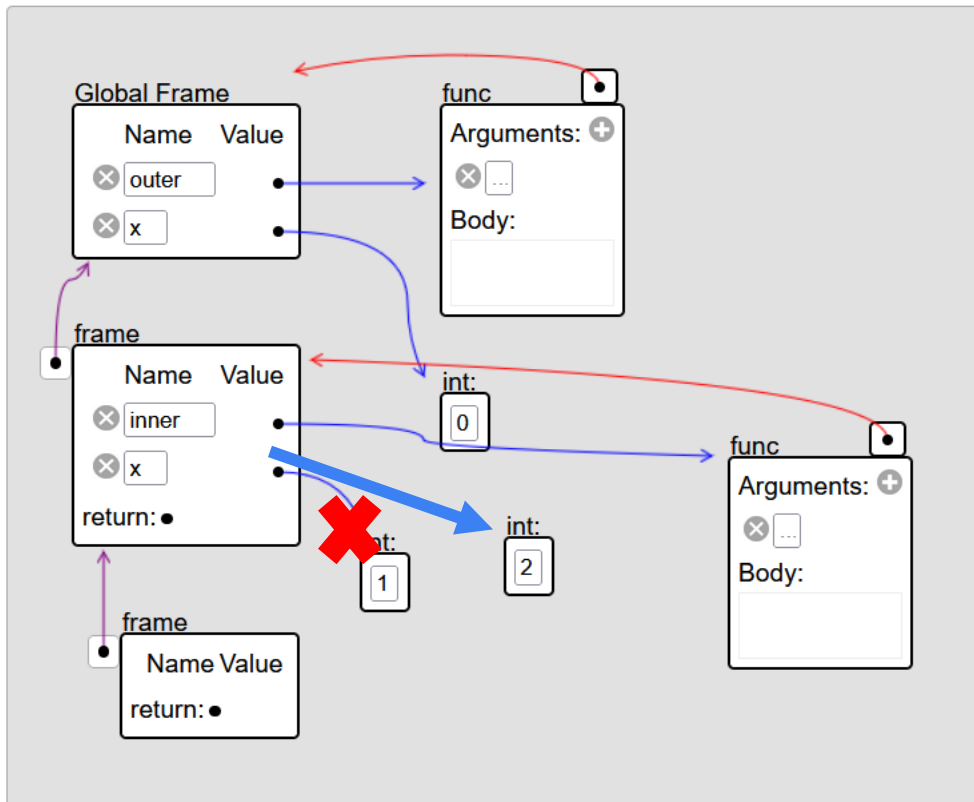 Global Frame
Name Value
outer
x
func
Arguments:
...
Body:
frame
Name Value
inner
x
return:
int:
0
int:
1
int:
2
func
Arguments:
...
Body:
frame
Name Value
return: